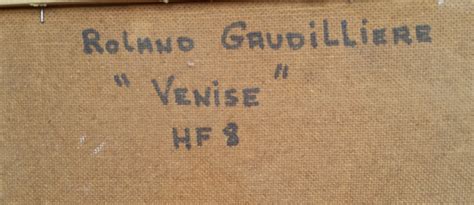 Roland Gaudilliere
"Venise"
HF 8